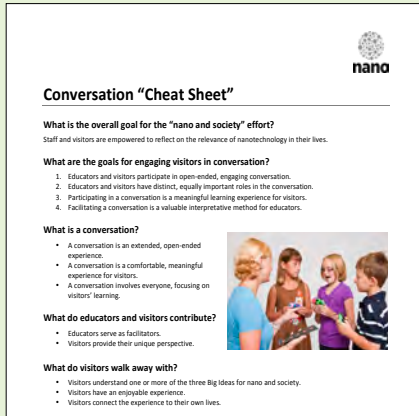 nano
Conversation “Cheat Sheet”
What is the overall goal for the “nano and society” effort?
Staff and visitors are empowered to reflect on the relevance of nanotechnology in their lives.
What are the goals for engaging visitors in conversation?
1. Educators and visitors participate in open-ended, engaging conversation.
2. Educators and visitors have distinct, equally important roles in the conversation.
3. Participating in a conversation is a meaningful learning experience for visitors.
4. Facilitating a conversation is a valuable interpretative method for educators.
What is a conversation?
• A conversation is an extended, open-ended
experience.
• A conversation is a comfortable, meaningful
experience for visitors.
• A conversation involves everyone, focusing on
visitors’ learning.
What do educators and visitors contribute?
• Educators serve as facilitators.
• Visitors provide their unique perspective.
What do visitors walk away with?
• Visitors understand one or more of the three Big Ideas for nano and society.
• Visitors have an enjoyable experience.
• Visitors connect the experience to their own lives.